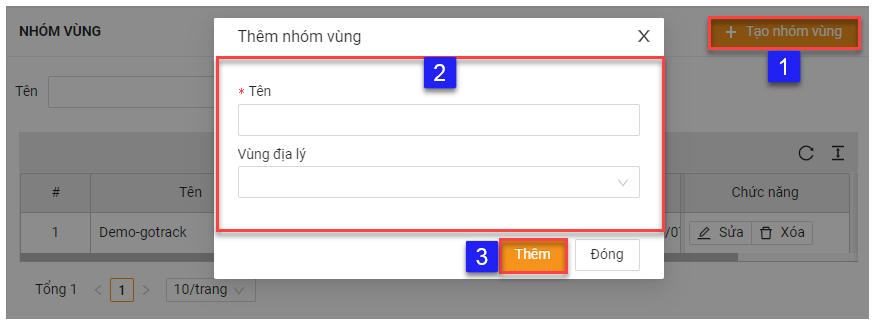 NHÓM VÙNG
+ Tạo nhóm vùng
1
Thêm nhóm vùng
X
2
Tên
* Tên
Vùng địa lý
# Tên Chức năng
1 Demo-gotrack /07 Sửa Xóa
3 Thêm Đóng
Tổng 1 < 1 > 10/trang